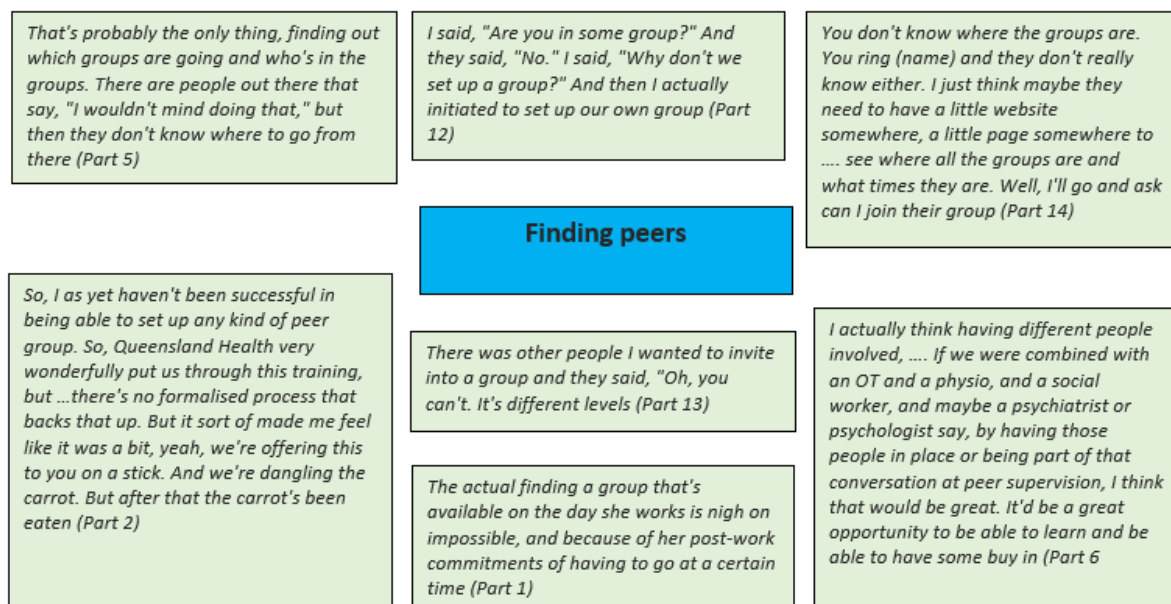 That's probably the only thing, finding out
which groups are going and who's in the
groups. There are people out there that
say, "I wouldn't mind doing that," but
then they don't know where to go from
there (Part 5)
I said, "Are you in some group?" And
they said, "No." I said, "Why don't we
set up a group?" And then I actually
initiated to set up our own group (Part
12)
You don't know where the groups are.
You ring (name) and they don't really
know either. I just think maybe they
need to have a little website
somewhere, a little page somewhere to
.... see where all the groups are and
what times they are. Well, I'll go and ask
can I join their group (Part 14)
Finding peers
So, I as yet haven't been successful in
being able to set up any kind of peer
group. So, Queensland Health very
wonderfully put us through this training,
but ...there's no formalised process that
backs that up. But it sort of made me feel
like it was a bit, yeah, we're offering this
to you on a stick. And we're dangling the
carrot. But after that the carrot's been
eaten (Part 2)
There was other people I wanted to invite
into a group and they said, "Oh, you
can't. It's different levels (Part 13)
The actual finding a group that's
available on the day she works is nigh on
impossible, and because of her post-work
commitments of having to go at a certain
time (Part 1)
I actually think having different people
involved, .... If we were combined with
an OT and a physio, and a social
worker, and maybe a psychiatrist or
psychologist say, by having those
people in place or being part of that
conversation at peer supervision, I think
that would be great. It'd be a great
opportunity to be able to learn and be
able to have some buy in (Part 6